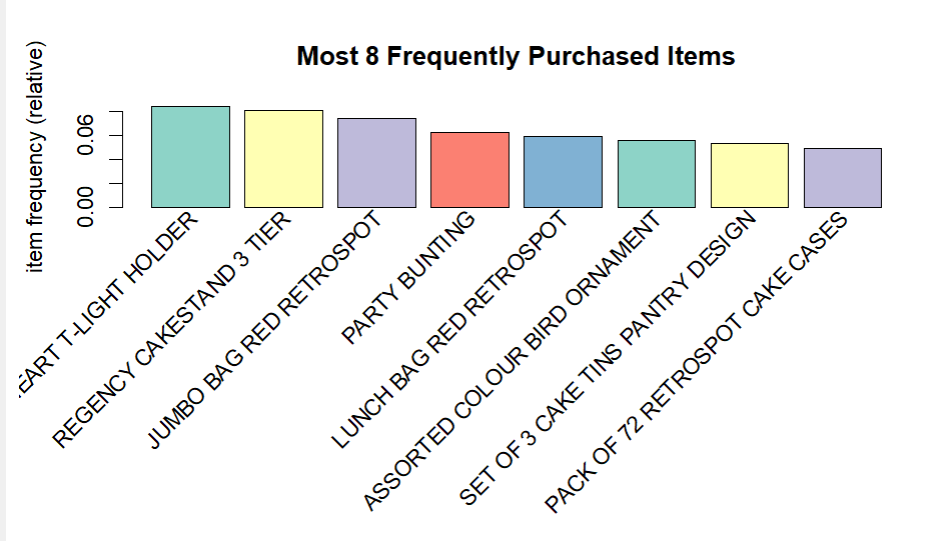 Most 8 Frequently Purchased Items
item frequency (relative)
0.06
0.00
T-LIGHT HOLDER
REGENCY CAKESTAND 3 TIER
JUMBO BAG RED RETROSPOT
PARTY BUNTING
LUNCH BAG RED RETROSPOT
ASSORTED COLOUR BIRD ORNAMENT
SET OF 3 CAKE TINS PANTRY DESIGN
PACK OF 72 RETROSPOT CAKE CASES